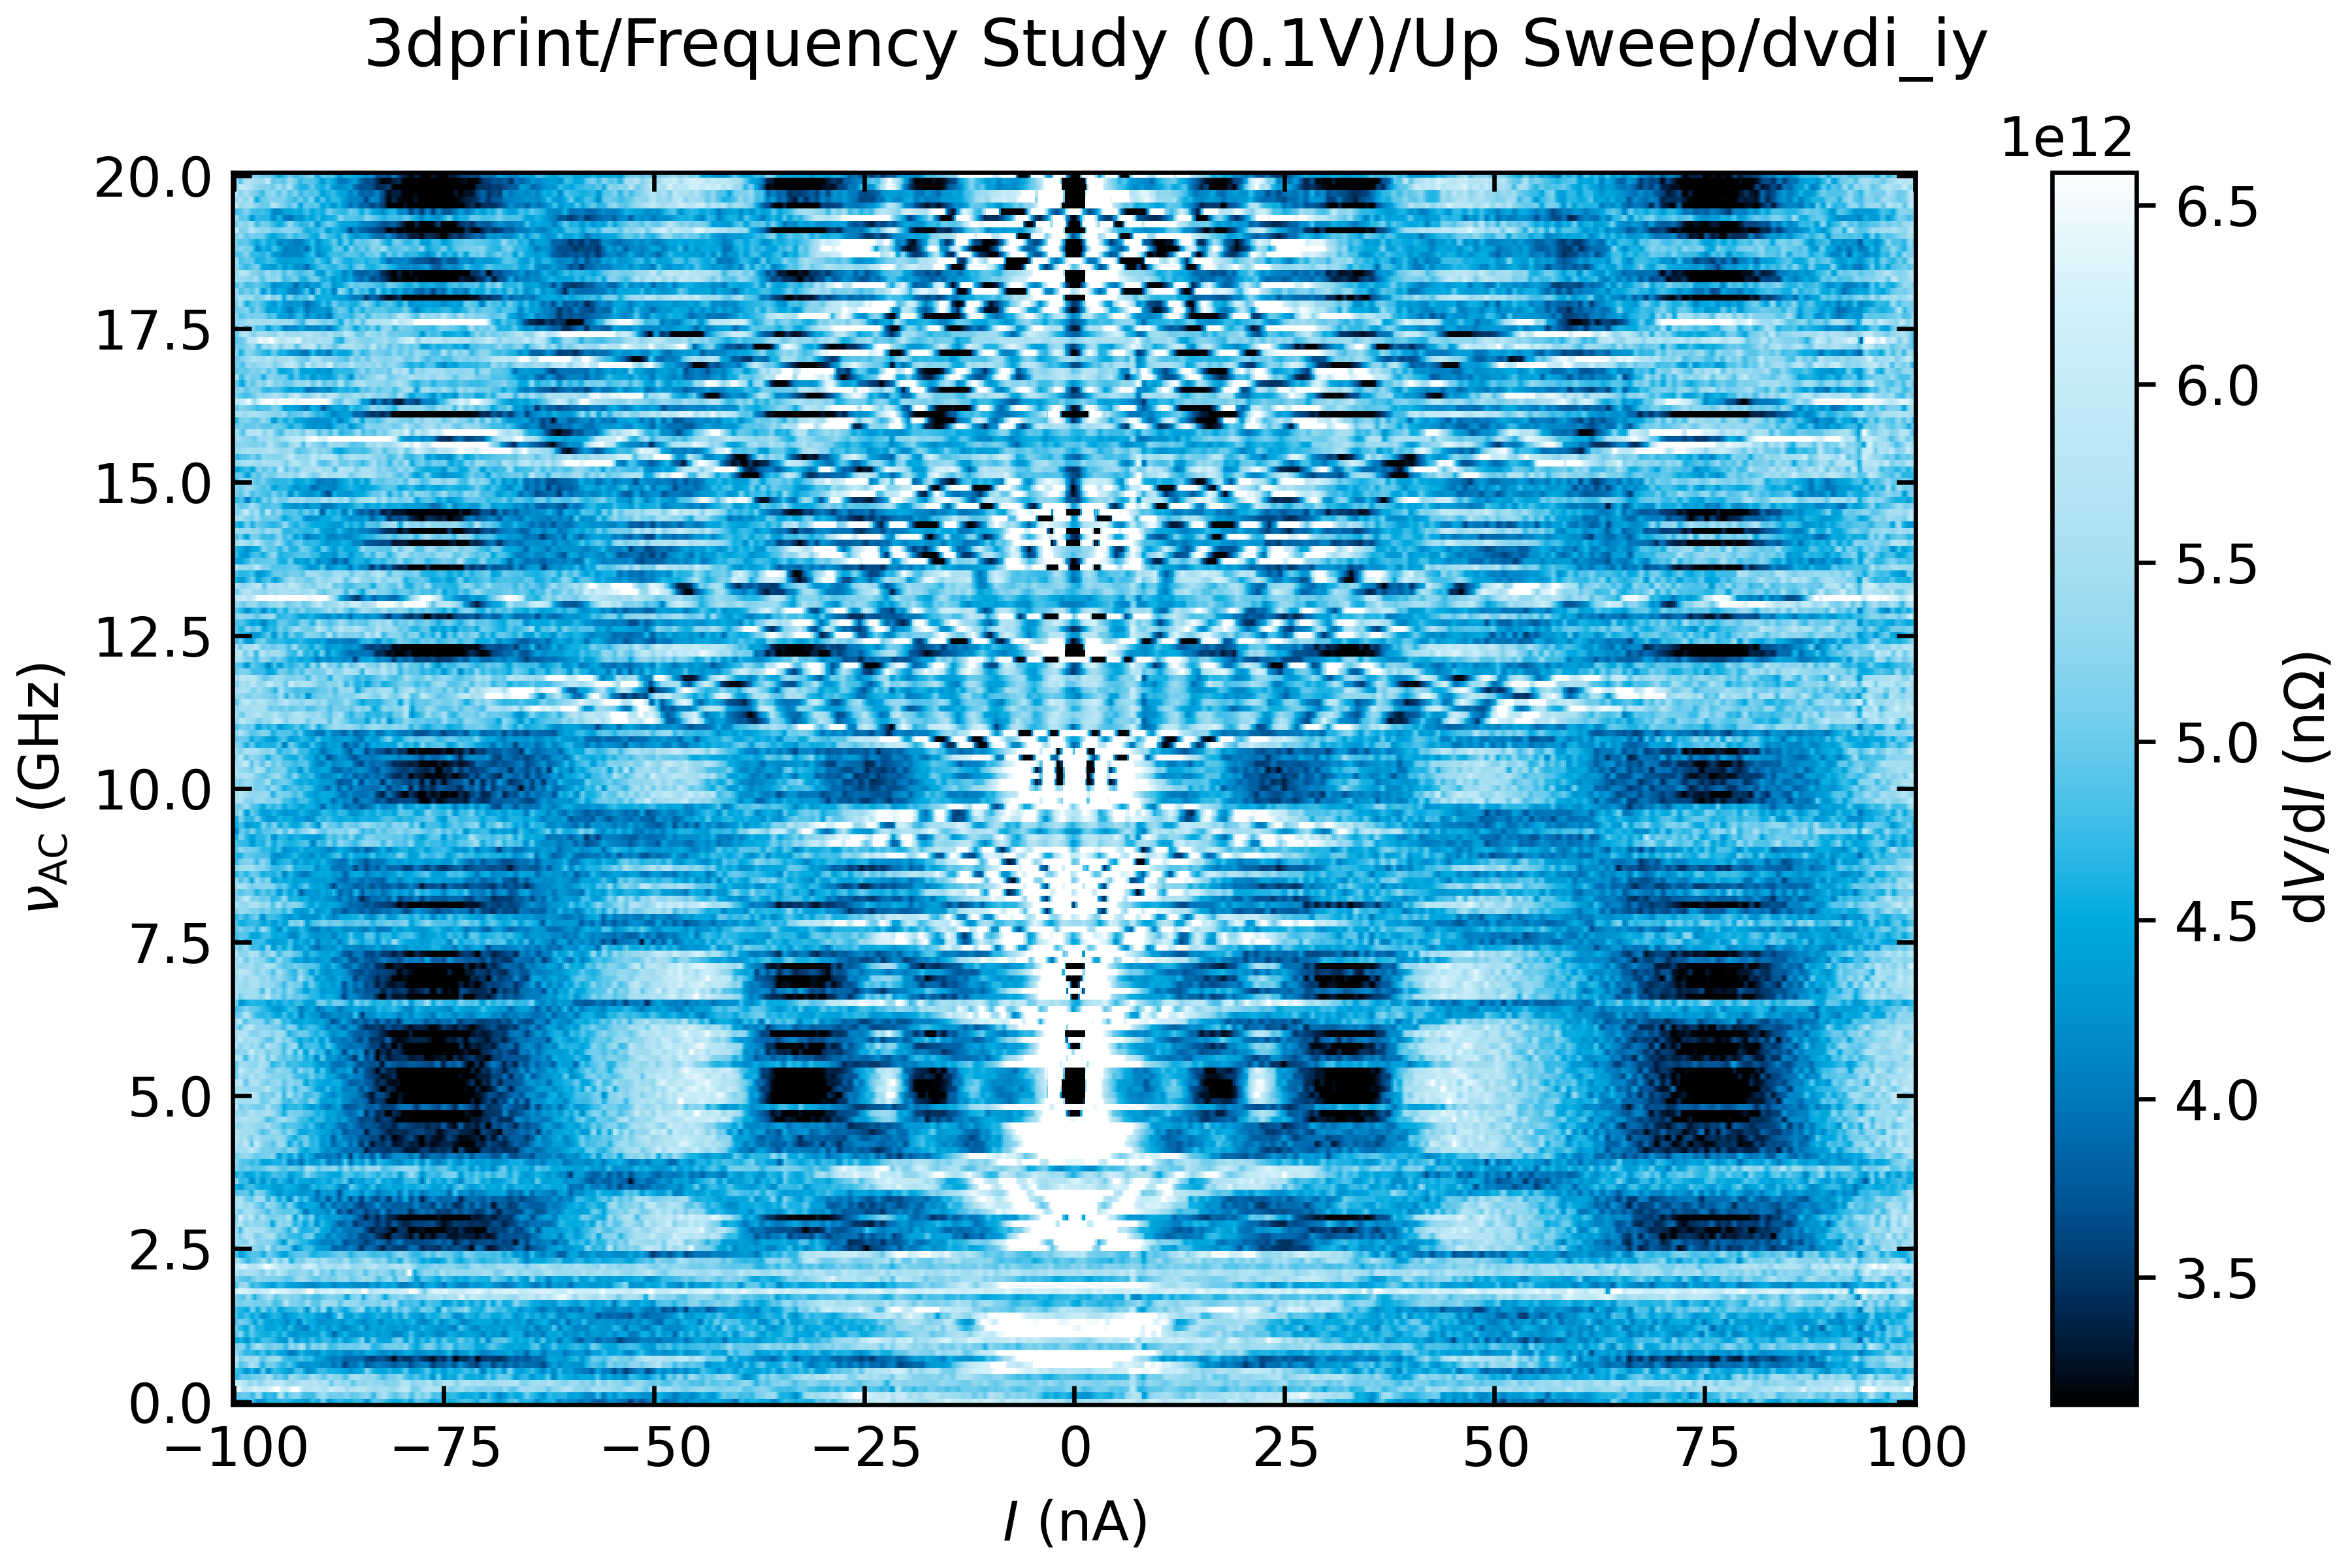 3dprint/Frequency Study (0.1V)/Up Sweep/dvdi_iy
1e12
20.0
17.5
15.0
12.5
10.0
7.5
5.0
2.5
0.0
ν_AC (GHz)
−100 −75 −50 −25 0 25 50 75 100
I (nA)
6.5
6.0
5.5
5.0
4.5
4.0
3.5
dV/dI (nΩ)